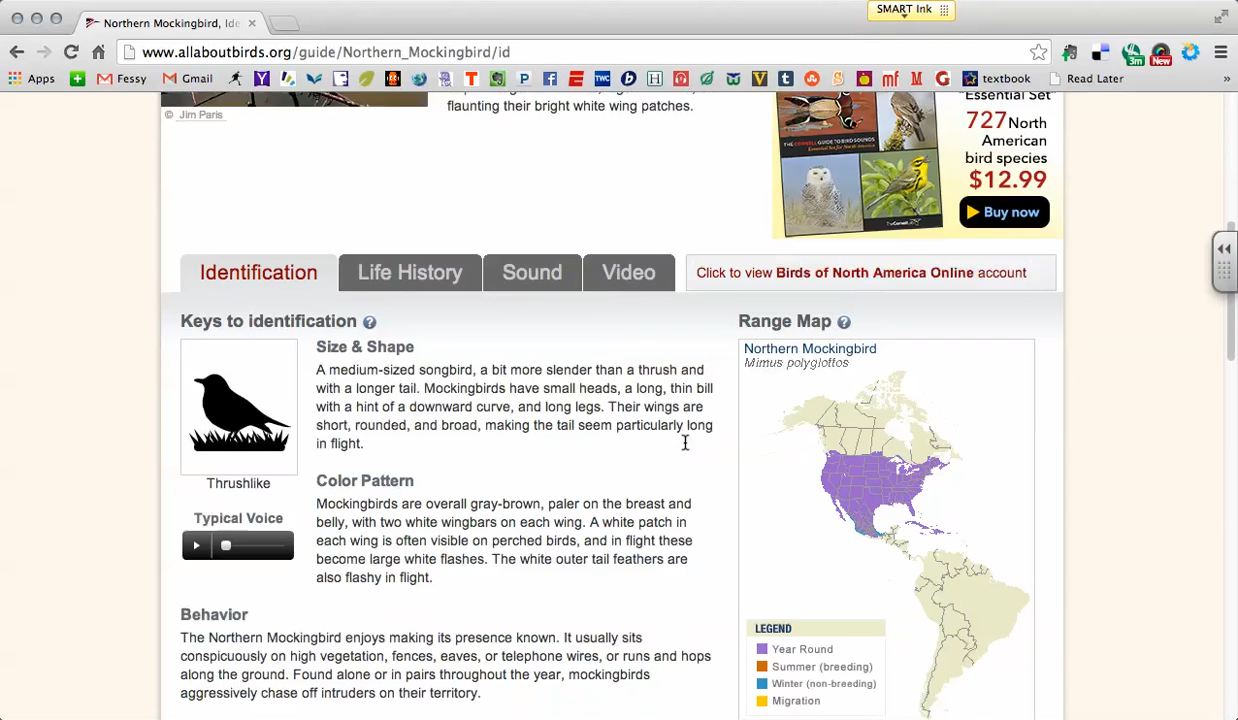 SMART Ink
Northern Mockingbird, Ide
www.allaboutbirds.org/guide/Northern_Mockingbird/id
3m
New
Apps
Fessy
Gmail
textbook
Read Later
»
flaunting their bright white wing patches.
© Jim Paris
"Essential Set"
727 North
American
bird species
$12.99
Buy now
Identification
Life History
Sound
Video
Click to view Birds of North America Online account
Keys to identification ?
Size & Shape
A medium-sized songbird, a bit more slender than a thrush and
with a longer tail. Mockingbirds have small heads, a long, thin bill
with a hint of a downward curve, and long legs. Their wings are
short, rounded, and broad, making the tail seem particularly long
in flight.
Thrushlike
Typical Voice
Color Pattern
Mockingbirds are overall gray-brown, paler on the breast and
belly, with two white wingbars on each wing. A white patch in
each wing is often visible on perched birds, and in flight these
become large white flashes. The white outer tail feathers are
also flashy in flight.
Behavior
The Northern Mockingbird enjoys making its presence known. It usually sits
conspicuously on high vegetation, fences, eaves, or telephone wires, or runs and hops
along the ground. Found alone or in pairs throughout the year, mockingbirds
aggressively chase off intruders on their territory.
Range Map ?
Northern Mockingbird
Mimus polyglottos
LEGEND
Year Round
Summer (breeding)
Winter (non-breeding)
Migration